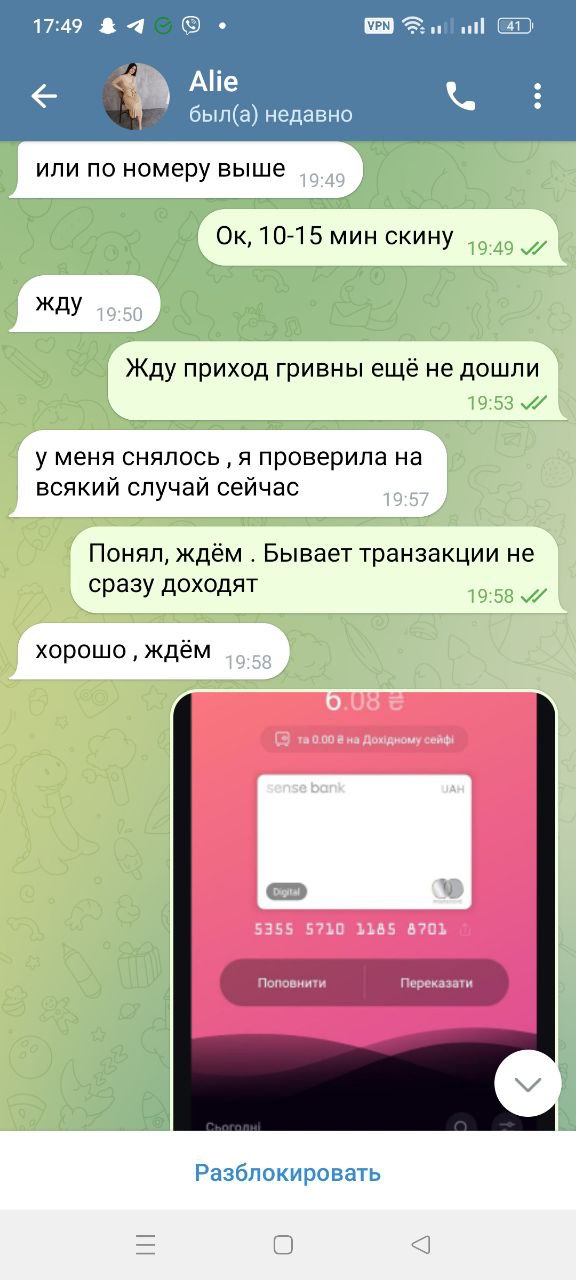 17:49
VPN
41
Alie
был(а) недавно
или по номеру выше 19:49
Ок, 10-15 мин скину 19:49
жду 19:50
Жду приход гривны ещё не дошли
19:53
у меня снялось , я проверила на
всякий случай сейчас 19:57
Понял, ждём . Бывает транзакции не
сразу доходят 19:58
хорошо , ждём 19:58
6.08 ₴
та 0.00 ₴ на Дохідному сейфі
sense bank UAH
Digital
5355 5710 1185 8701
Поповнити Переказати
Сьогодні
Разблокировать